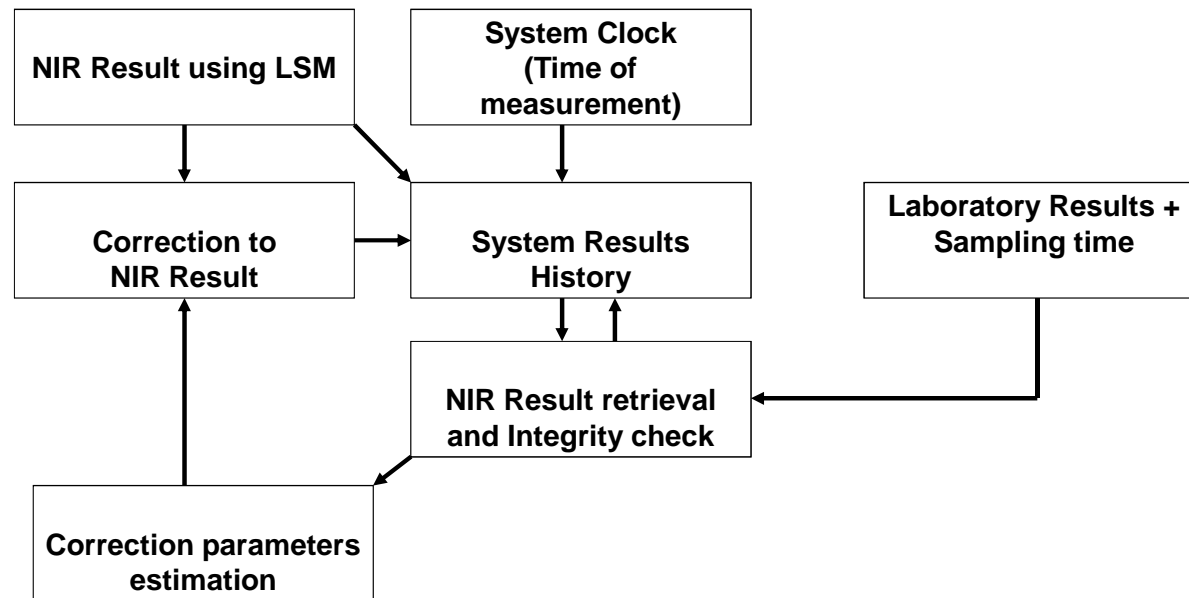 NIR Result using LSM
System Clock
(Time of
measurement)
Correction to
NIR Result
System Results
History
Laboratory Results +
Sampling time
NIR Result retrieval
and Integrity check
Correction parameters
estimation